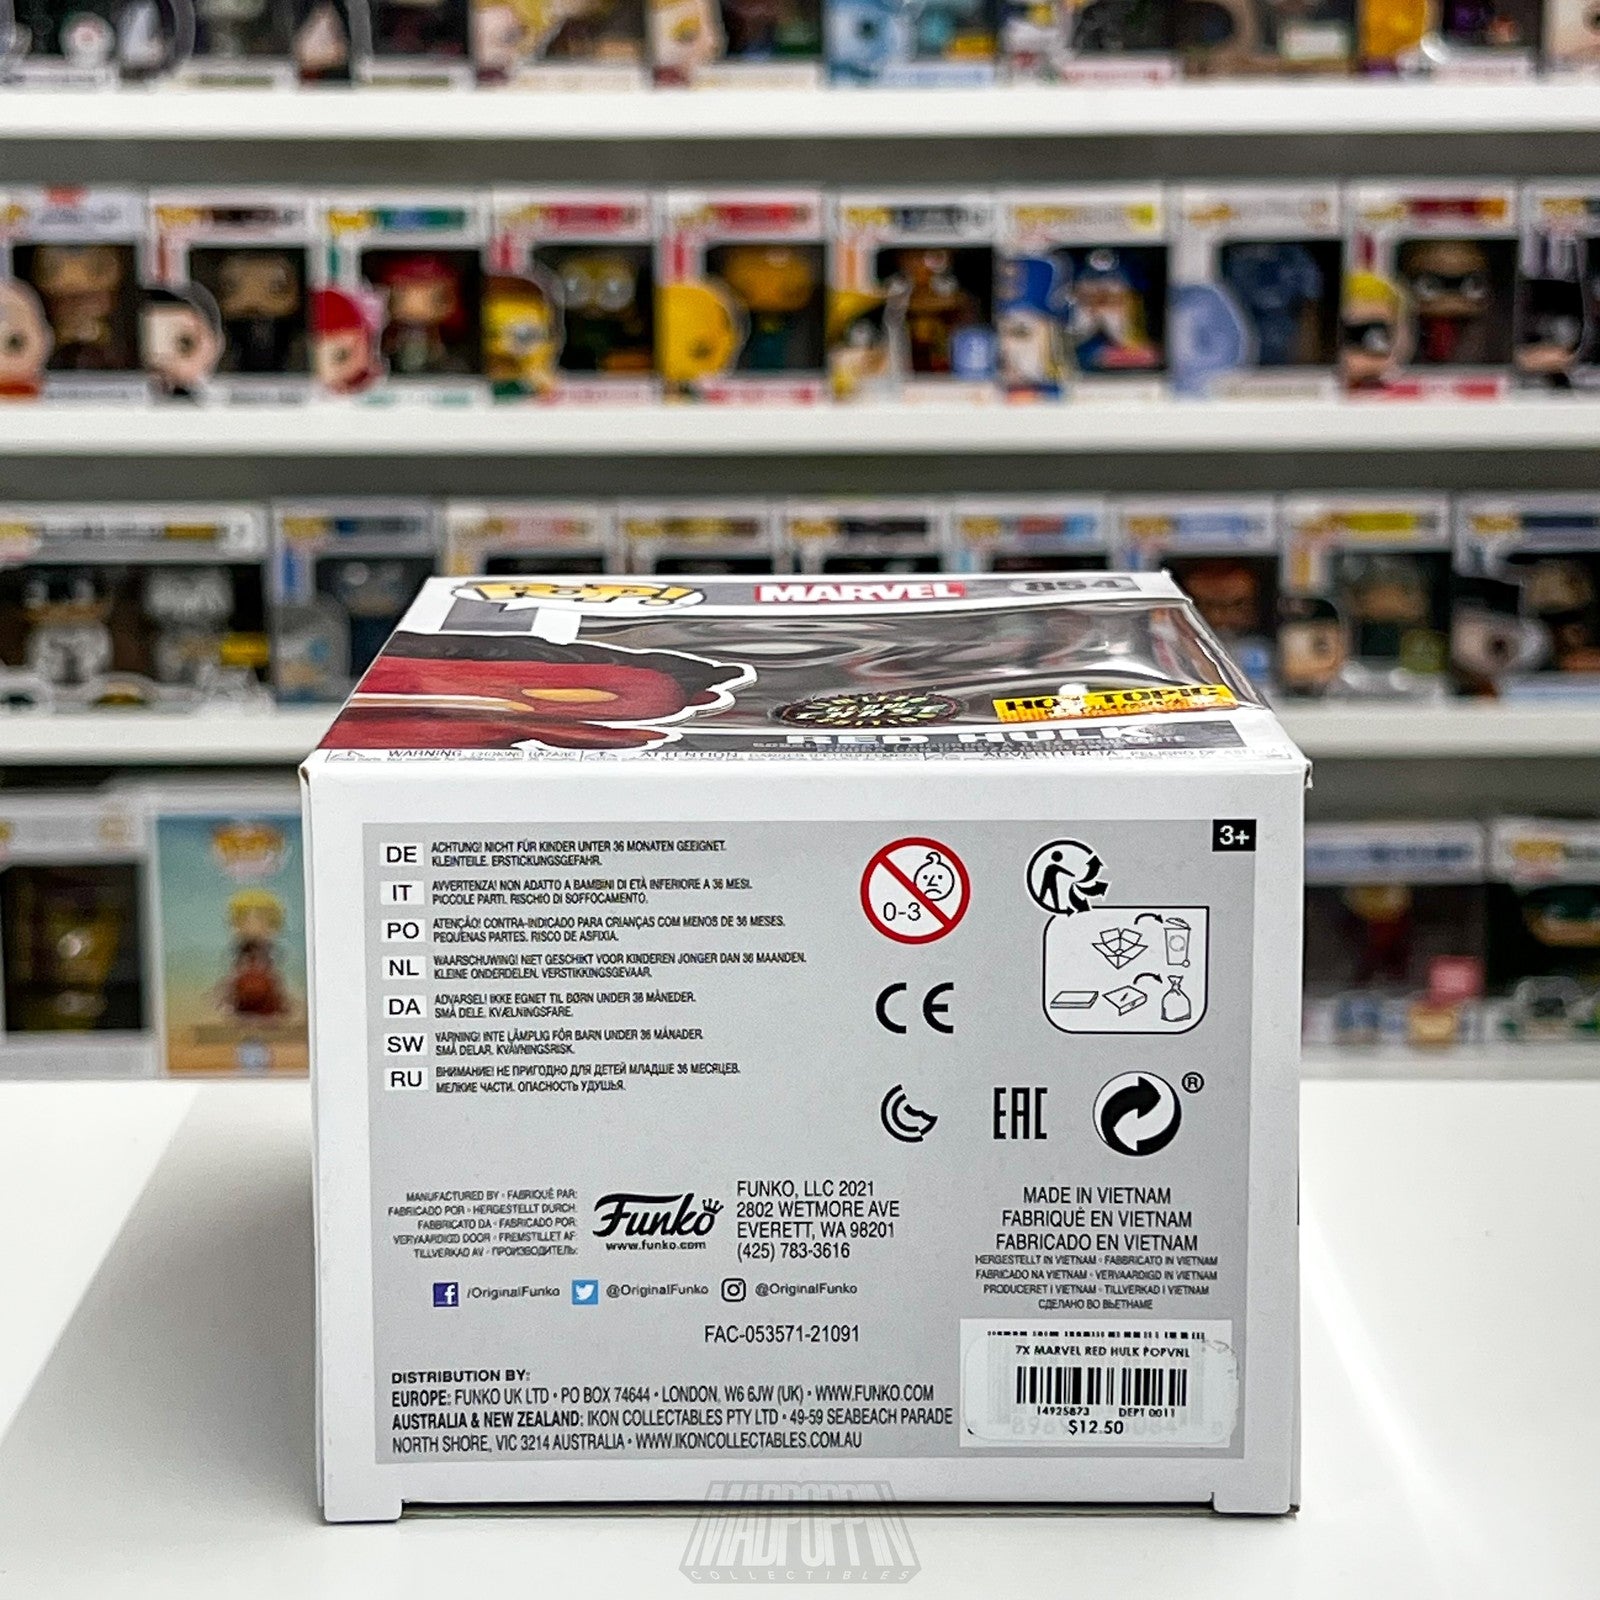 POP!
MARVEL
854
HOT TOPIC
CHASE
RED HULK
WARNING: CHOKING HAZARD
ATTENTION
ADVERTENCIA
3+
DE ACHTUNG! NICHT FÜR KINDER UNTER 36 MONATEN GEEIGNET.
KLEINTEILE. ERSTICKUNGSGEFAHR.
IT AVVERTENZA! NON ADATTO A BAMBINI DI ETÀ INFERIORE A 36 MESI.
PICCOLE PARTI. RISCHIO DI SOFFOCAMENTO.
PO ATENÇÃO! CONTRA-INDICADO PARA CRIANÇAS COM MENOS DE 36 MESES.
PEQUENAS PARTES. RISCO DE ASFIXIA.
NL WAARSCHUWING! NIET GESCHIKT VOOR KINDEREN JONGER DAN 36 MAANDEN.
KLEINE ONDERDELEN. VERSTIKKINGSGEVAAR.
DA ADVARSEL! IKKE EGNET TIL BØRN UNDER 36 MÅNEDER.
SMÅ DELE. KVÆLNINGSFARE.
SW VARNING! INTE LÄMPLIG FÖR BARN UNDER 36 MÅNADER.
SMÅ DELAR. KVÄVNINGSRISK.
RU ВНИМАНИЕ! НЕ ПРИГОДНО ДЛЯ ДЕТЕЙ МЛАДШЕ 36 МЕСЯЦЕВ.
МЕЛКИЕ ЧАСТИ. ОПАСНОСТЬ УДУШЬЯ.
0-3
CE
EAC
®
MANUFACTURED BY • FABRIQUÉ PAR:
FABRICADO POR • HERGESTELLT DURCH:
FABBRICATO DA • FABRICADO POR:
VERVAARDIGD DOOR • FREMSTILLET AF:
TILLVERKAD AV • ПРОИЗВОДИТЕЛЬ:
Funko
www.funko.com
FUNKO, LLC 2021
2802 WETMORE AVE
EVERETT, WA 98201
(425) 783-3616
/OriginalFunko @OriginalFunko @OriginalFunko
FAC-053571-21091
MADE IN VIETNAM
FABRIQUÉ EN VIETNAM
FABRICADO EN VIETNAM
HERGESTELLT IN VIETNAM • FABBRICATO IN VIETNAM
FABRICADO NA VIETNAM • VERVAARDIGD IN VIETNAM
PRODUCERET I VIETNAM • TILLVERKAD I VIETNAM
СДЕЛАНО ВО ВЬЕТНАМЕ
7X MARVEL RED HULK POPVNL
14925873 DEPT 0011
$12.50
DISTRIBUTION BY:
EUROPE: FUNKO UK LTD • PO BOX 74644 • LONDON, W6 6JW (UK) • WWW.FUNKO.COM
AUSTRALIA & NEW ZEALAND: IKON COLLECTABLES PTY LTD • 49-59 SEABEACH PARADE
NORTH SHORE, VIC 3214 AUSTRALIA • WWW.IKONCOLLECTABLES.COM.AU
MADPOPPIN
COLLECTIBLES